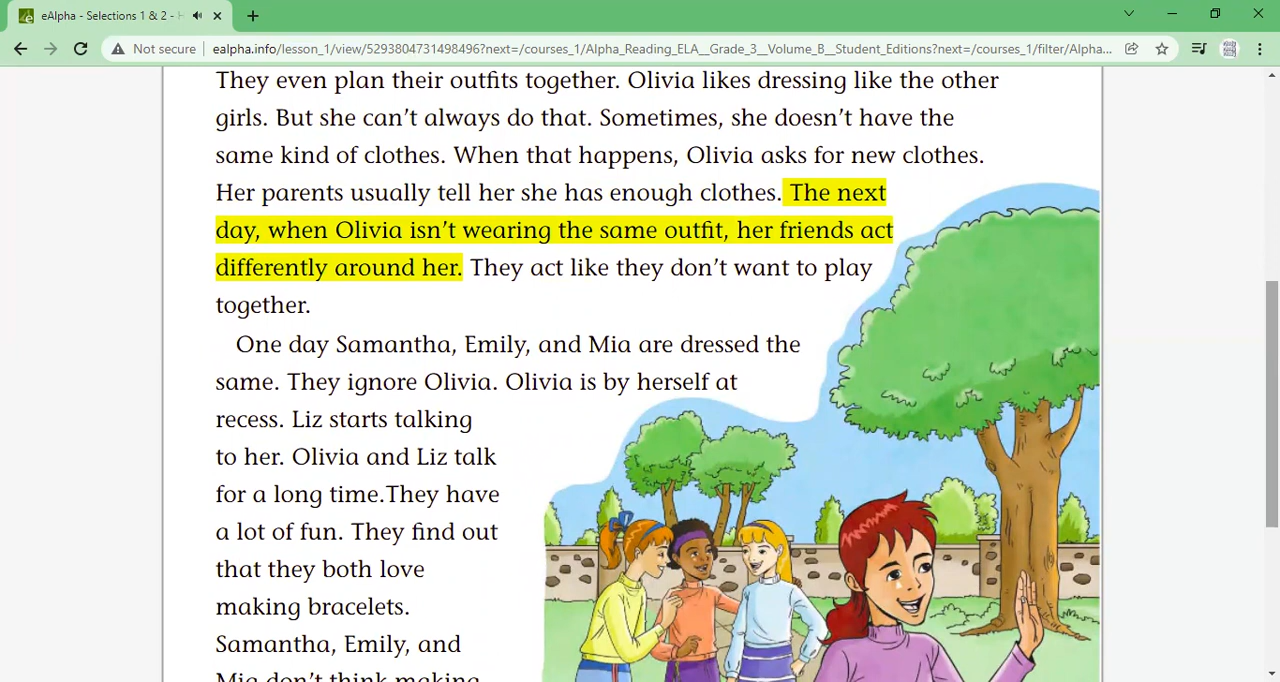 eAlpha - Selections 1 & 2 - H
Not secure
ealpha.info/lesson_1/view/5293804731498496?next=/courses_1/Alpha_Reading_ELA__Grade_3__Volume_B__Student_Editions?next=/courses_1/filter/Alpha...
They even plan their outfits together. Olivia likes dressing like the other
girls. But she can’t always do that. Sometimes, she doesn’t have the
same kind of clothes. When that happens, Olivia asks for new clothes.
Her parents usually tell her she has enough clothes. The next
day, when Olivia isn’t wearing the same outfit, her friends act
differently around her. They act like they don’t want to play
together.
One day Samantha, Emily, and Mia are dressed the
same. They ignore Olivia. Olivia is by herself at
recess. Liz starts talking
to her. Olivia and Liz talk
for a long time.They have
a lot of fun. They find out
that they both love
making bracelets.
Samantha, Emily, and
Mia don’t think making